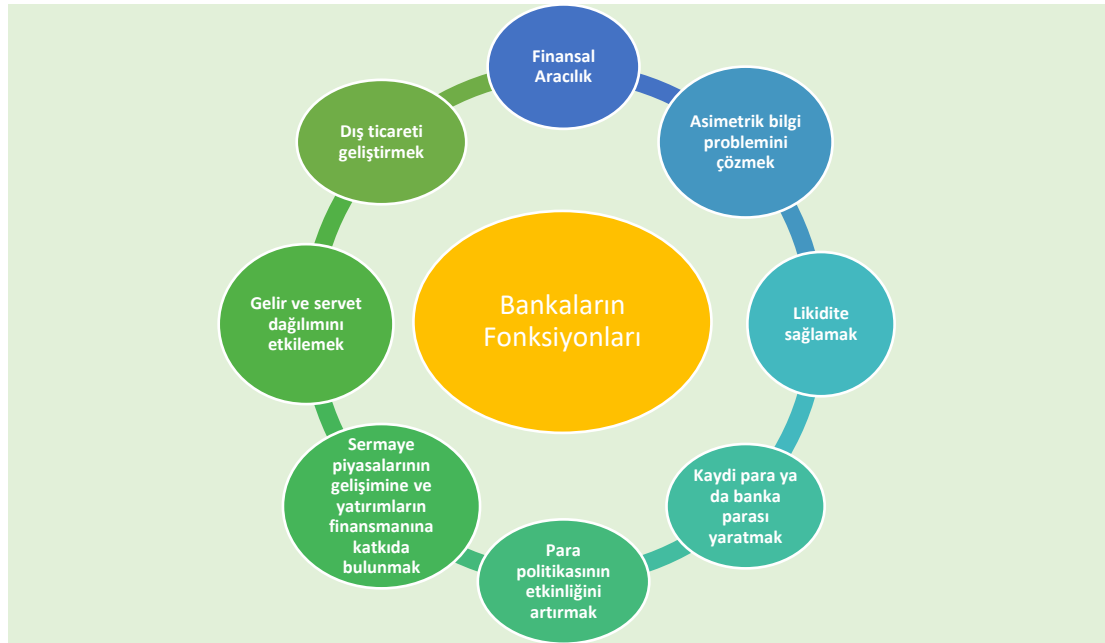 Finansal
Aracılık
Asimetrik bilgi
problemini
çözmek
Likidite
sağlamak
Kaydi para ya
da banka
parası
yaratmak
Para
politikasının
etkinliğini
artırmak
Sermaye
piyasalarının
gelişimine ve
yatırımların
finansmanına
katkıda
bulunmak
Gelir ve servet
dağılımını
etkilemek
Dış ticareti
geliştirmek
Bankaların
Fonksiyonları